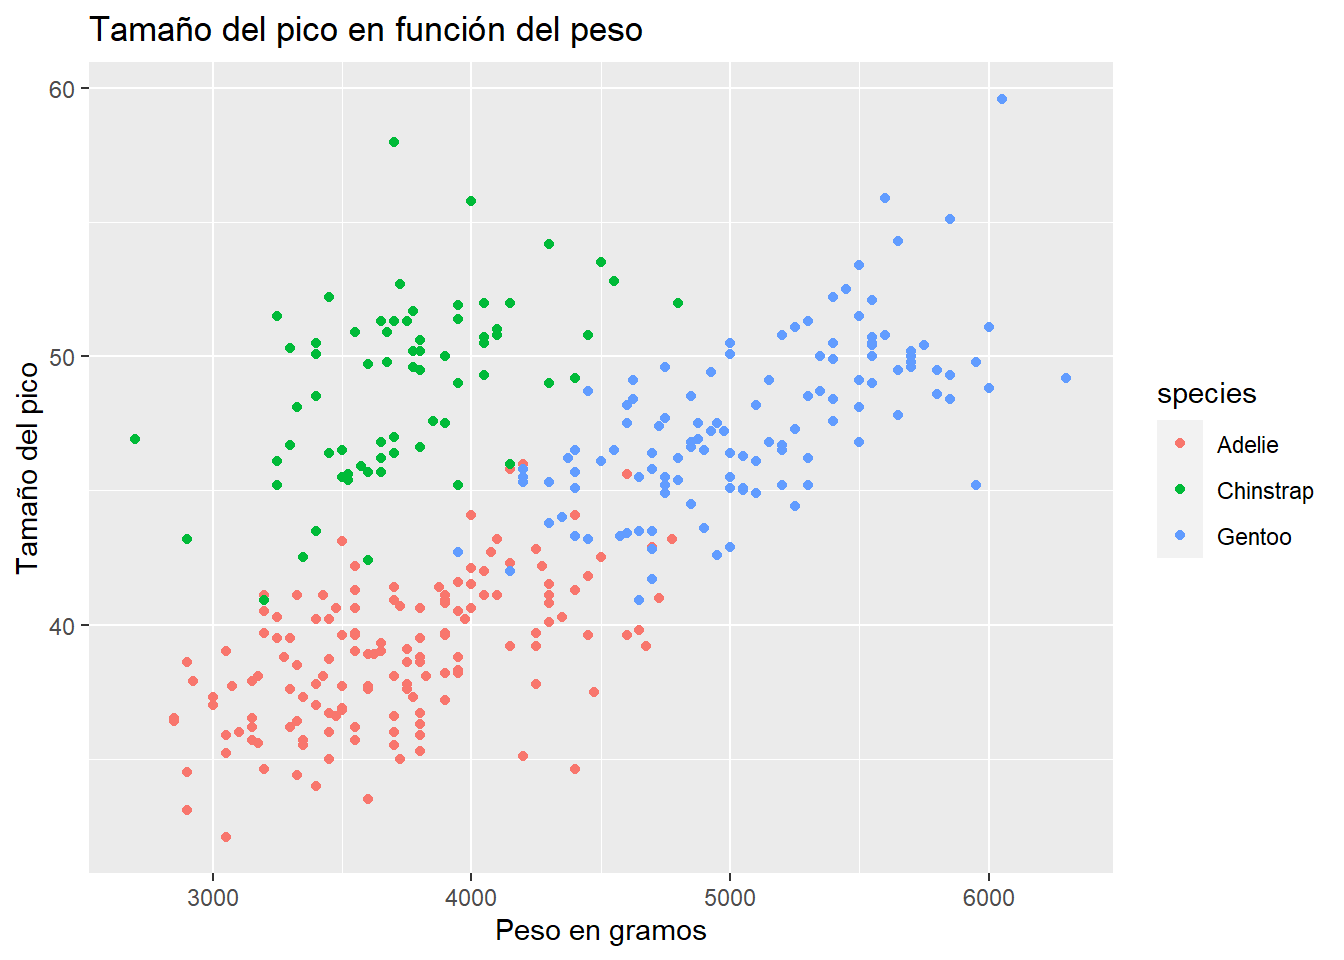 Tamaño del pico en función del peso
60
50
40
Tamaño del pico
3000
4000
5000
6000
Peso en gramos
species
Adelie
Chinstrap
Gentoo